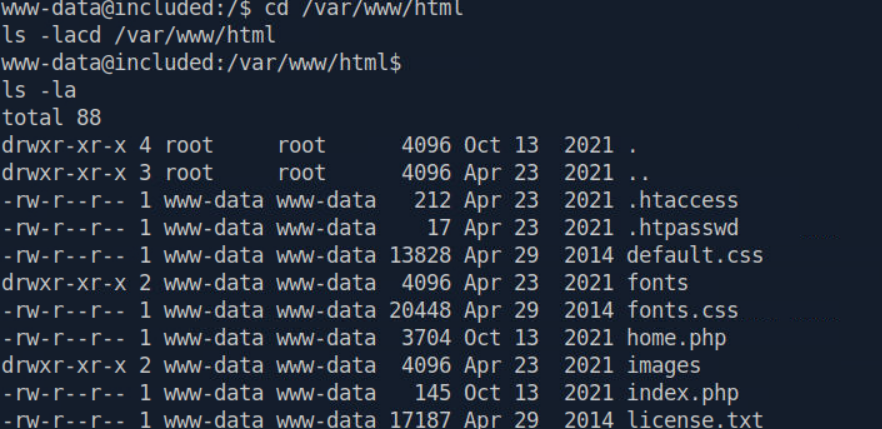 www-data@included:/$ cd /var/www/html
ls -lacd /var/www/html
www-data@included:/var/www/html$
ls -la
total 88
drwxr-xr-x 4 root     root      4096 Oct 13  2021 .
drwxr-xr-x 3 root     root      4096 Apr 23  2021 ..
-rw-r--r-- 1 www-data www-data   212 Apr 23  2021 .htaccess
-rw-r--r-- 1 www-data www-data    17 Apr 23  2021 .htpasswd
-rw-r--r-- 1 www-data www-data 13828 Apr 29  2014 default.css
drwxr-xr-x 2 www-data www-data  4096 Apr 23  2021 fonts
-rw-r--r-- 1 www-data www-data 20448 Apr 29  2014 fonts.css
-rw-r--r-- 1 www-data www-data  3704 Oct 13  2021 home.php
drwxr-xr-x 2 www-data www-data  4096 Apr 23  2021 images
-rw-r--r-- 1 www-data www-data   145 Oct 13  2021 index.php
-rw-r--r-- 1 www-data www-data 17187 Apr 29  2014 license.txt